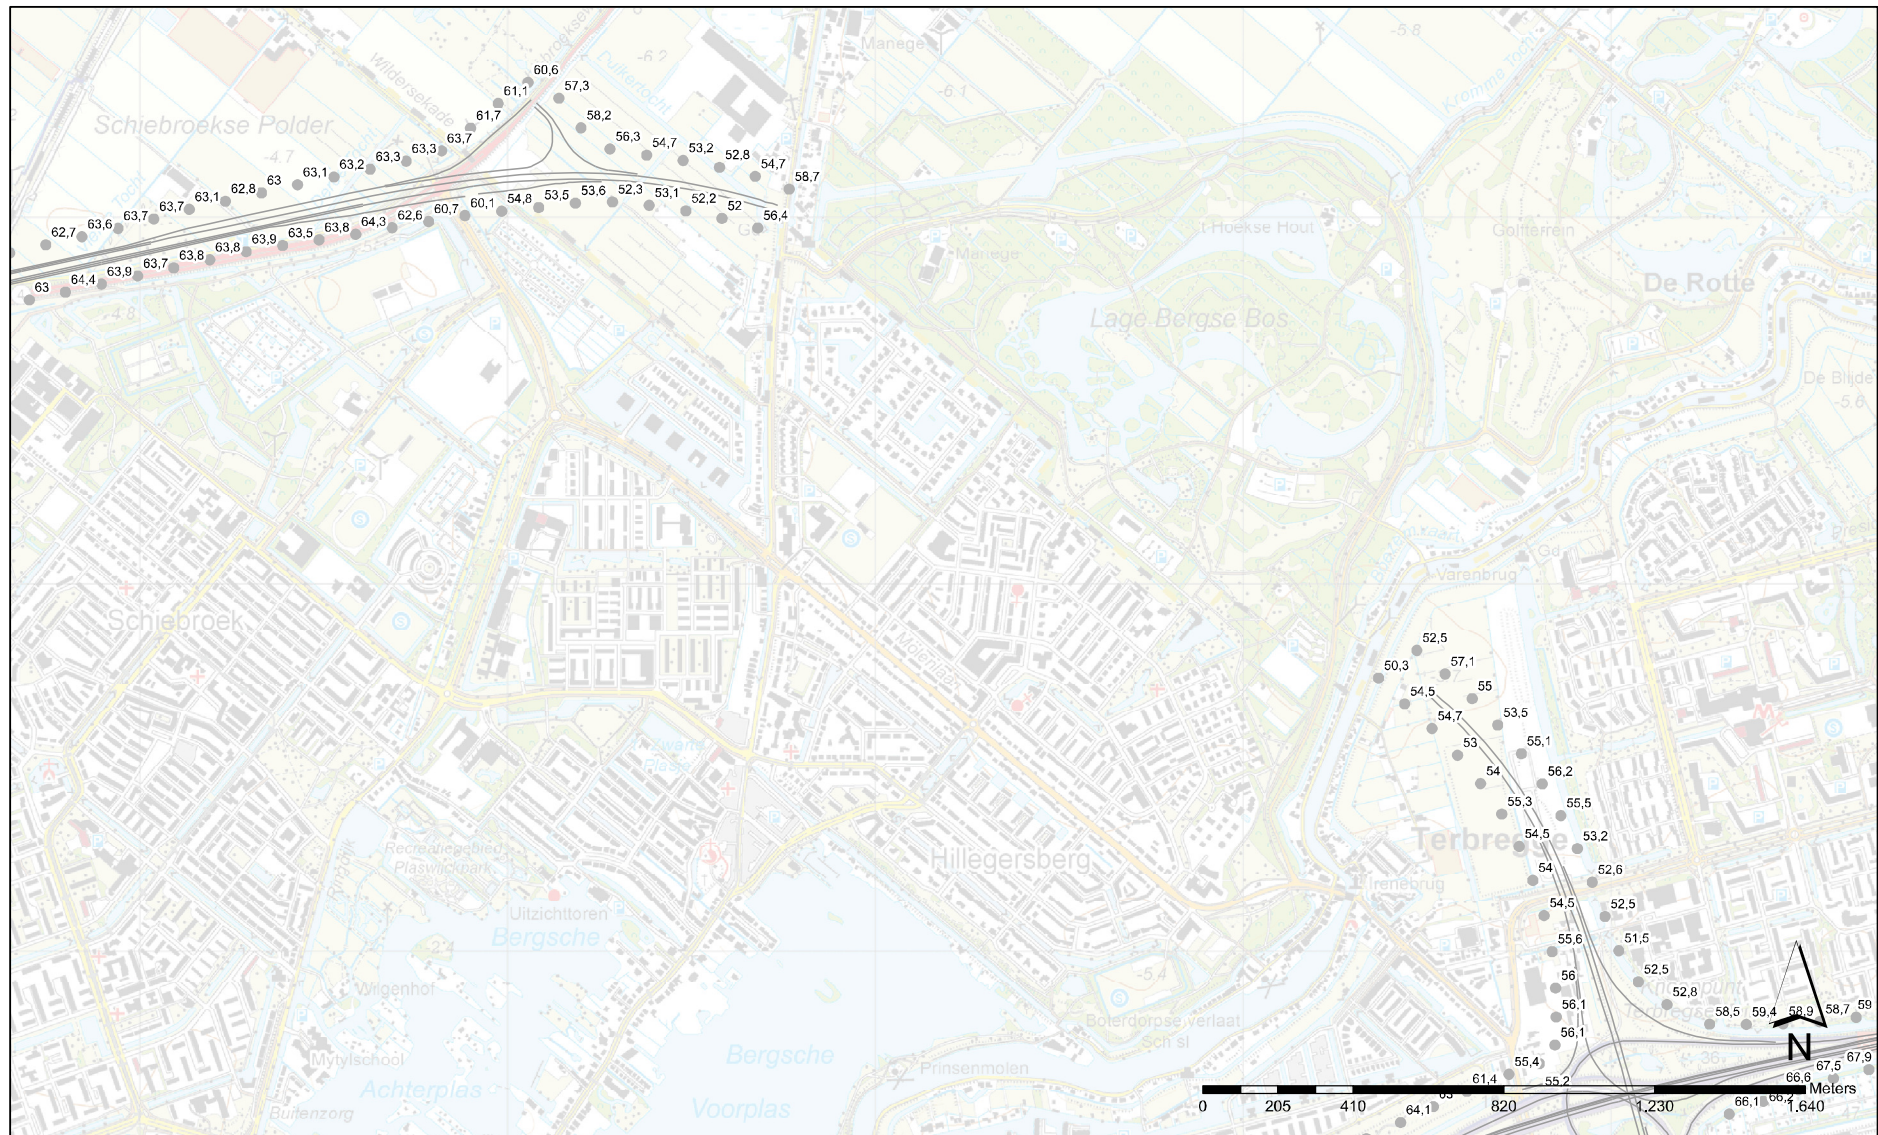 60,6
57,3
61,1
58,2
61,7
56,3
54,7
53,2
52,8
54,7
58,7
63,7
63,3
63,3
63,2
63,1
63
62,8
63,1
63,7
63,7
63,6
62,7
56,4
52
52,2
53,1
52,3
53,6
53,5
54,8
60,1
60,7
62,6
64,3
63,8
63,5
63,9
63,8
63,8
63,7
63,9
64,4
63
Manege
-5.8
-6.2
-6.1
Wildersekade
Duikertocht
Kromme Tocht
Schiebroekse Polder
-4.7
Tocht
't Hoekse Hout
Golfterrein
Manege
De Rotte
-4.8
Lage Bergse Bos
De Blijde
-5.6
Gd
Varenbrug
Schiebroek
Molenlaan
52,5
50,3
57,1
54,5
55
54,7
53,5
53
55,1
54
56,2
55,3
55,5
54,5
53,2
54
52,6
54,5
52,5
55,6
51,5
56
52,5
56,1
52,8
56,1
58,5
59,4
58,9
58,7
59
55,4
55,2
61,4
63
64,1
66,1
66,2
66,6
67,5
67,9
Zwarte
Plasje
Terbregge
Recreatiegebied
Plaswijckpark
Hillegersberg
Irenebrug
Uitzichttoren
Bergsche
-2.4
-5.4
Wilgenhof
Knooppunt
Terbregseplein
Boterdorpse verlaat
Sch sl
Mytylschool
Bergsche
Prinsenmolen
Achterplas
Buitenzorg
Voorplas
N
Meters
0 205 410 820 1.230 1.640